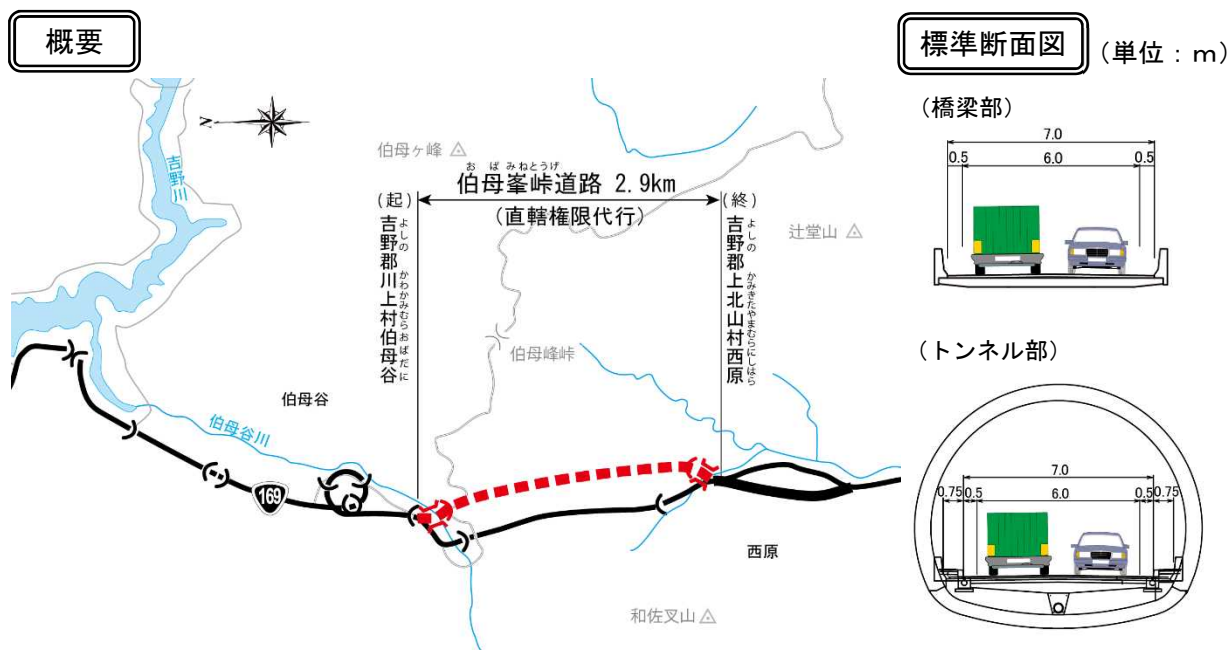 概要
標準断面図
(単位：m)
N
吉野川
伯母ヶ峰
おばみねとうげ
伯母峯峠道路 2.9km
(直轄権限代行)
(起)
吉野郡川上村伯母谷
よしの かわかみむらおばだに
(終)
吉野郡上北山村西原
よしの かみきたやまむらにしはら
辻堂山
伯母峰峠
伯母谷
伯母谷川
169
西原
和佐叉山
(橋梁部)
7.0
0.5 6.0 0.5
(トンネル部)
7.0
0.75 0.5 6.0 0.5 0.75